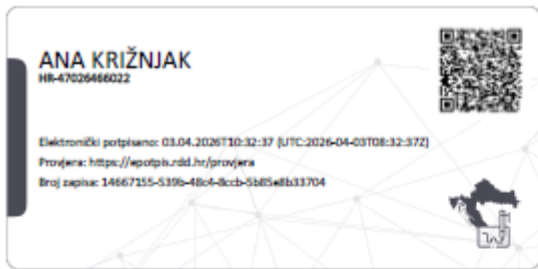 ANA KRIŽNJAK
HR-47026466022
Elektronički potpisano: 03.04.2026T10:32:37 (UTC:2026-04-03T08:32:37Z)
Provjera: https://epotpis.rdd.hr/provjera
Broj zapisa: 14667155-539b-48c4-8ccb-5b85e8b33704